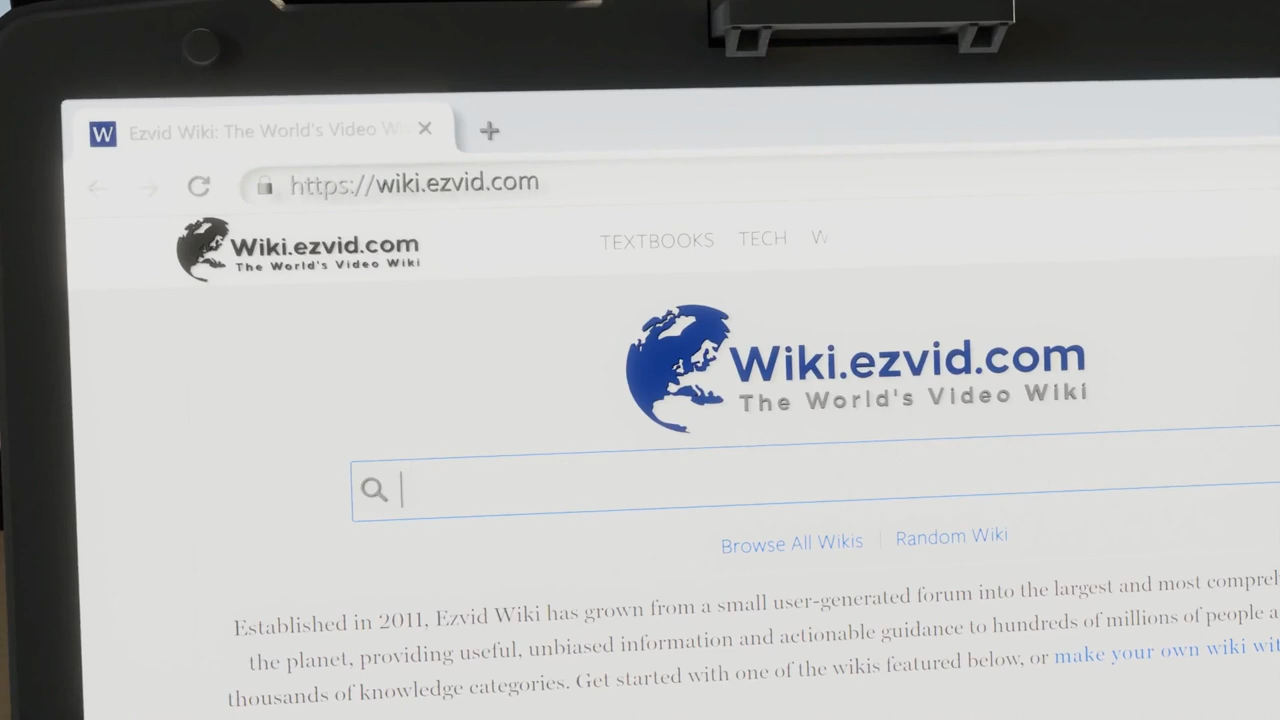 W Ezvid Wiki: The World's Video
https://wiki.ezvid.com
Wiki.ezvid.com
The World's Video Wiki
TEXTBOOKS TECH W
Wiki.ezvid.com
The World's Video Wiki
Browse All Wikis | Random Wiki
Established in 2011, Ezvid Wiki has grown from a small user-generated forum into the largest and most compreh
the planet, providing useful, unbiased information and actionable guidance to hundreds of millions of people a
thousands of knowledge categories. Get started with one of the wikis featured below, or make your own wiki wit